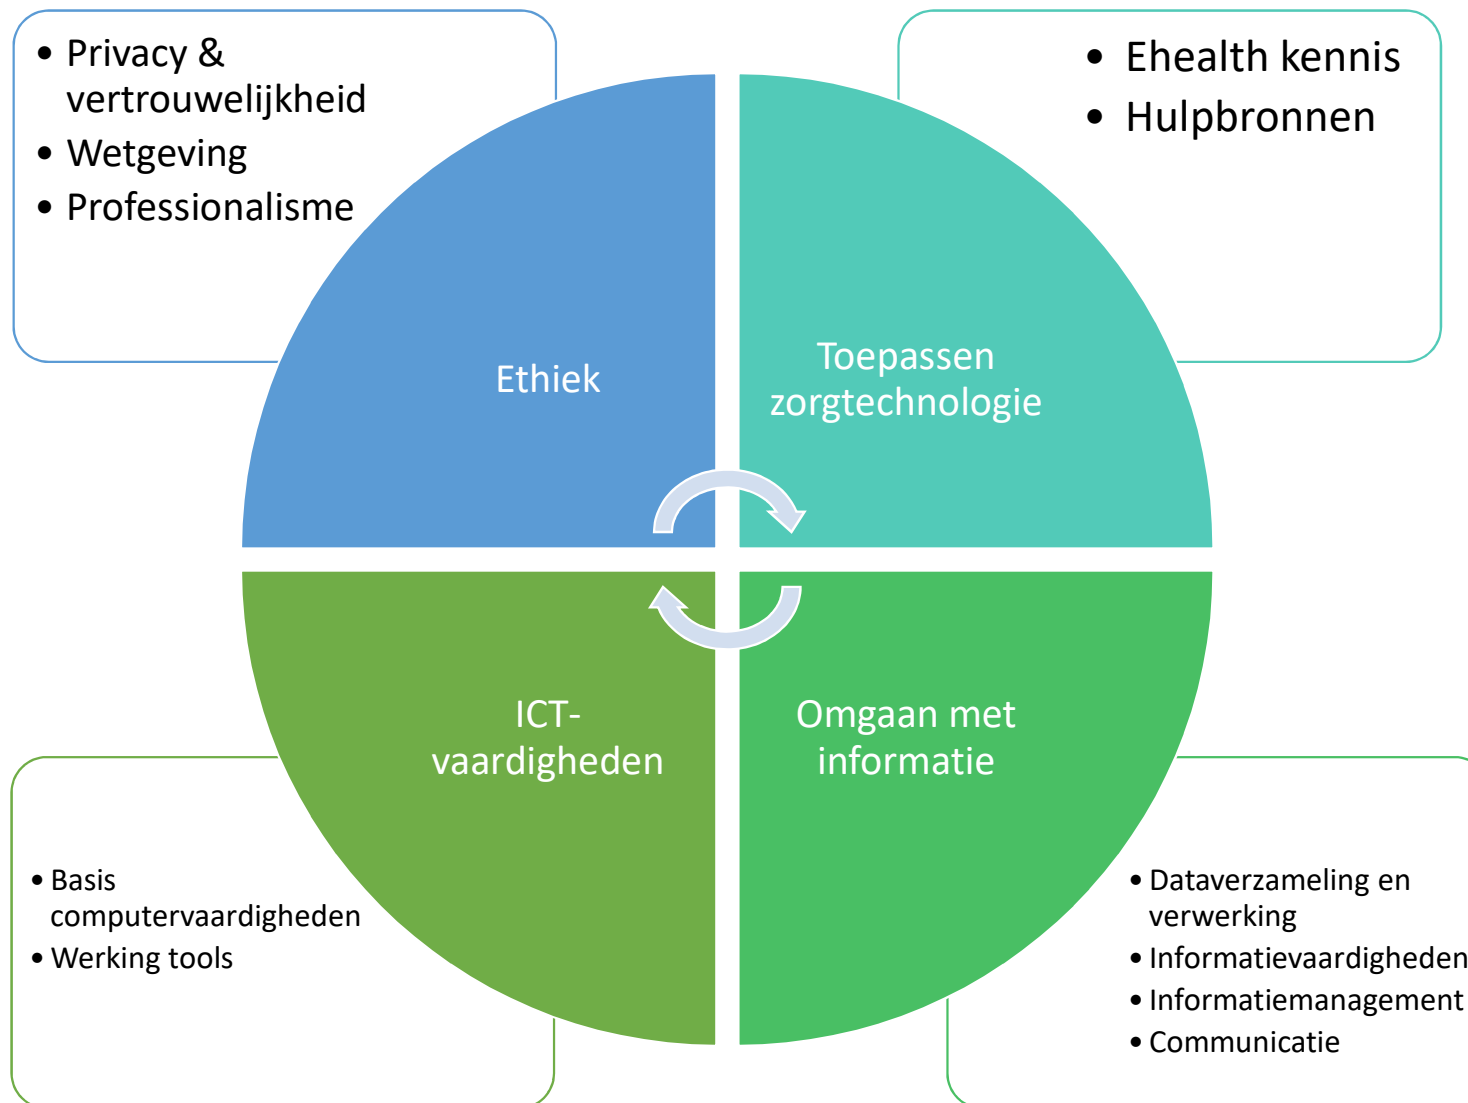 • Privacy &
vertrouwelijkheid
• Wetgeving
• Professionalisme
• Ehealth kennis
• Hulpbronnen
Ethiek
Toepassen
zorgtechnologie
ICT-
vaardigheden
Omgaan met
informatie
• Basis
computervaardigheden
• Werking tools
• Dataverzameling en
verwerking
• Informatievaardigheden
• Informatiemanagement
• Communicatie